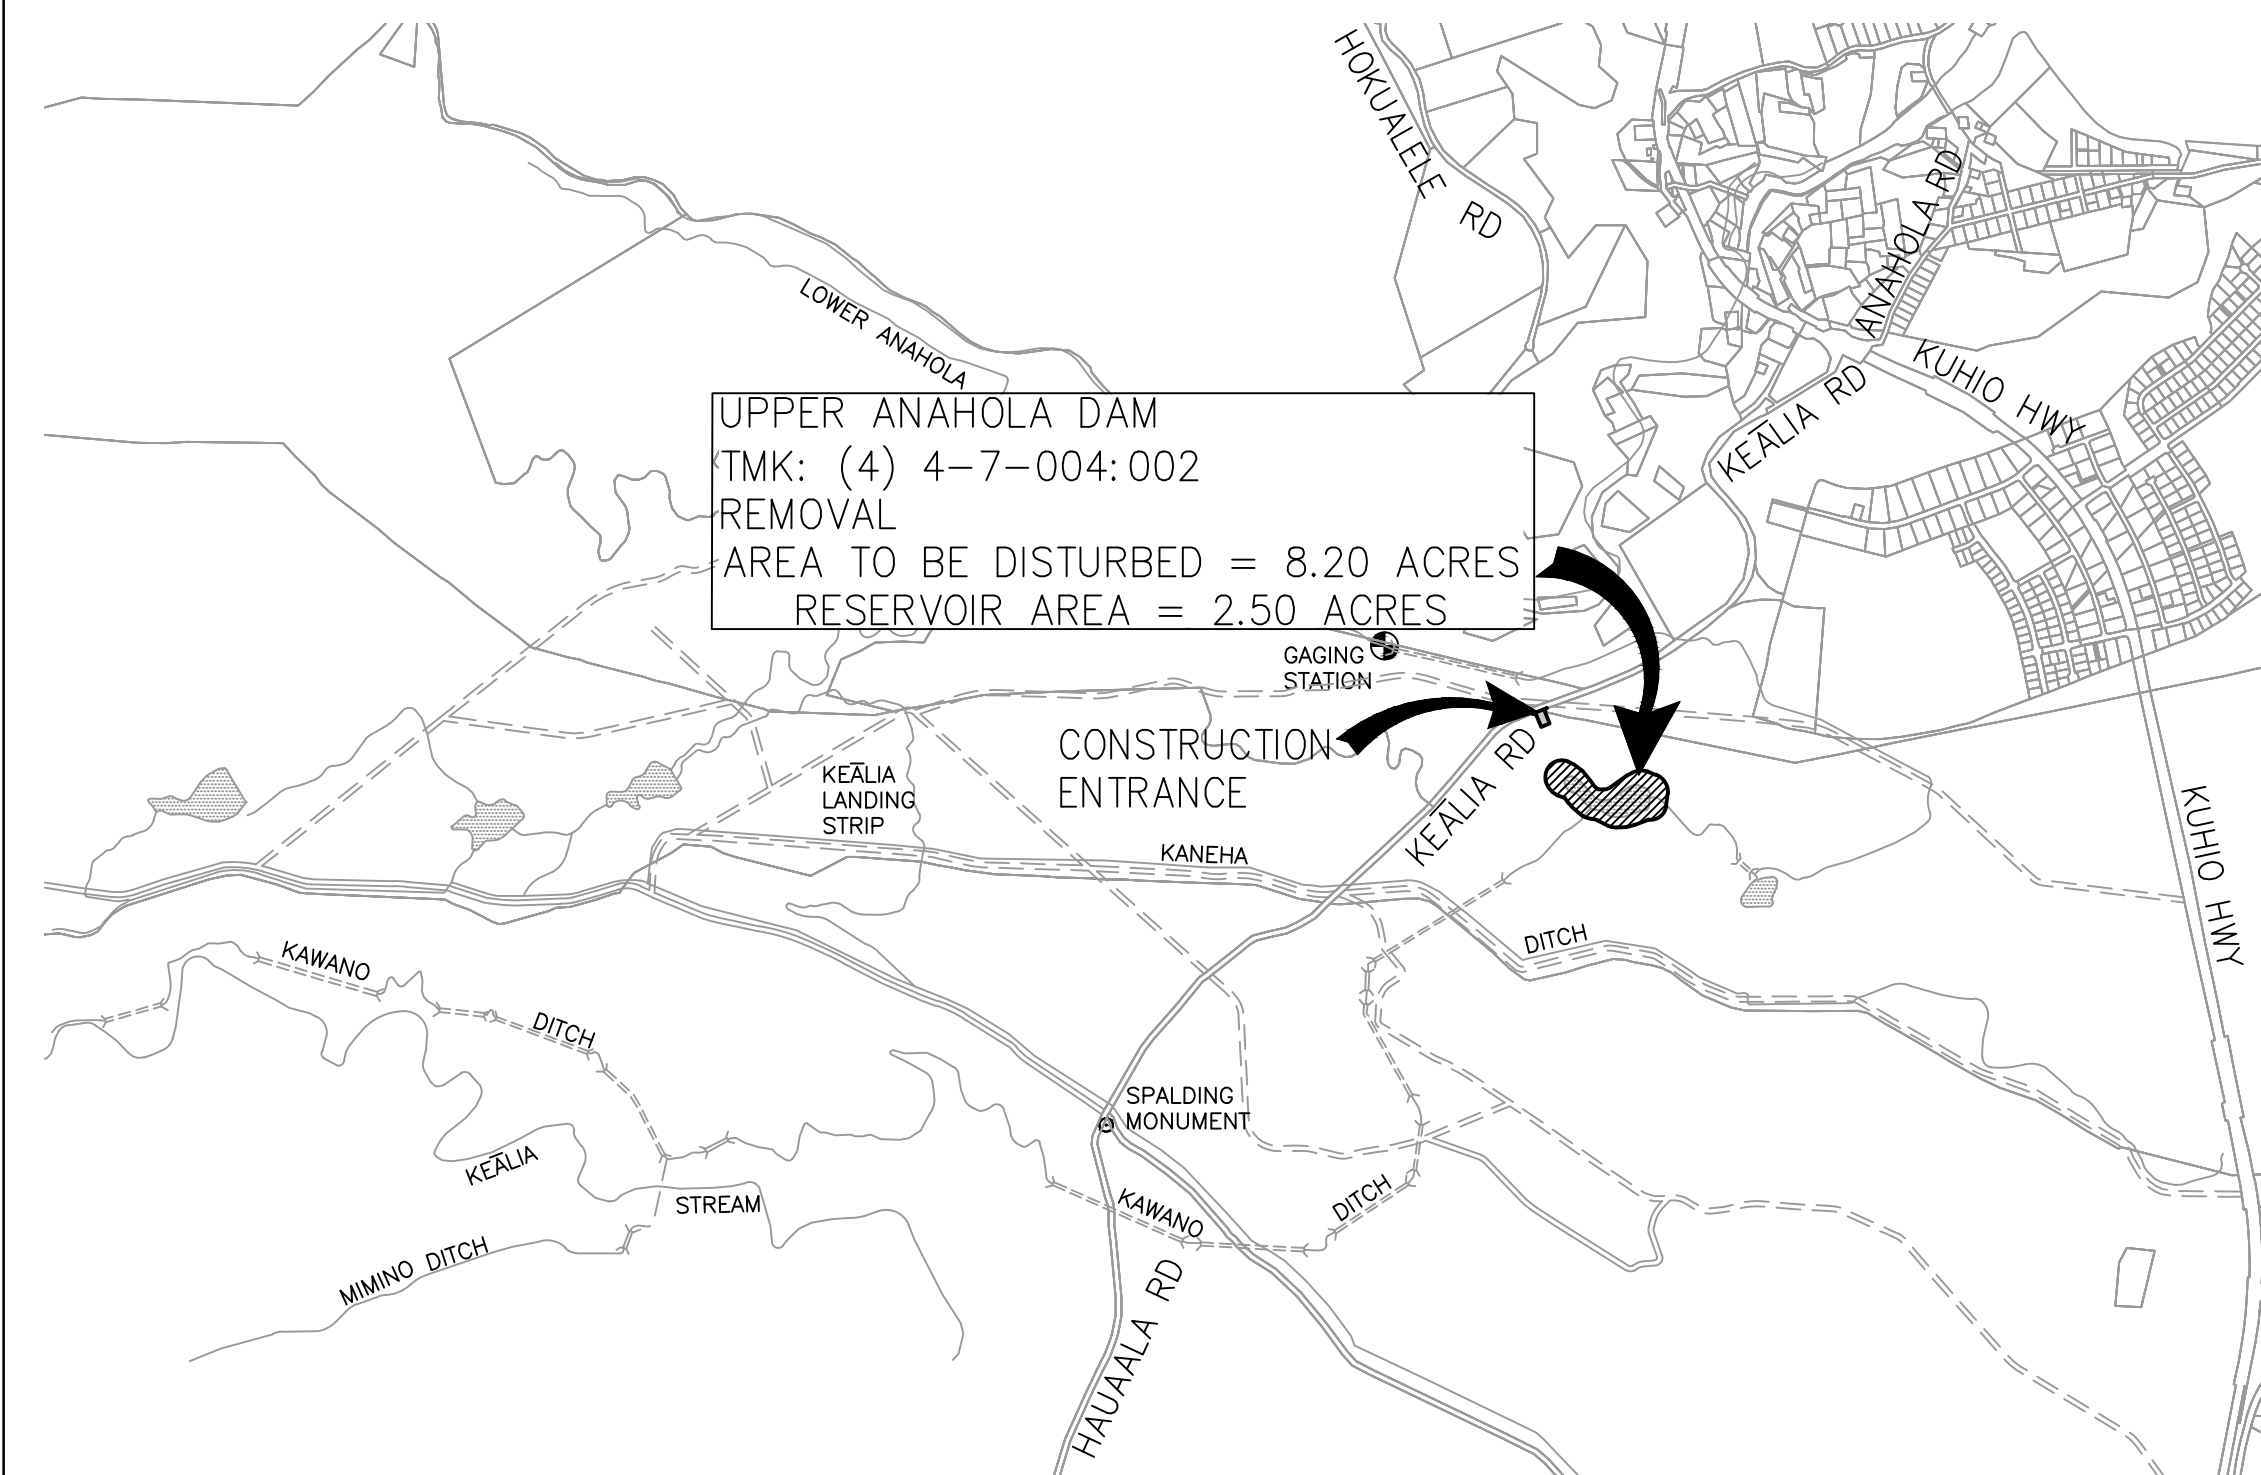 HOKUALELE RD
ANAHOLA RD
LOWER ANAHOLA
KUHIO HWY
KEĀLIA RD
UPPER ANAHOLA DAM
TMK: (4) 4-7-004:002
REMOVAL
AREA TO BE DISTURBED = 8.20 ACRES
RESERVOIR AREA = 2.50 ACRES
GAGING
STATION
CONSTRUCTION
ENTRANCE
KEĀLIA RD
KEĀLIA
LANDING
STRIP
KANEHA
KUHIO HWY
DITCH
KAWANO
DITCH
SPALDING
MONUMENT
KEĀLIA
STREAM
KAWANO
DITCH
MIMINO DITCH
HAUAALA RD